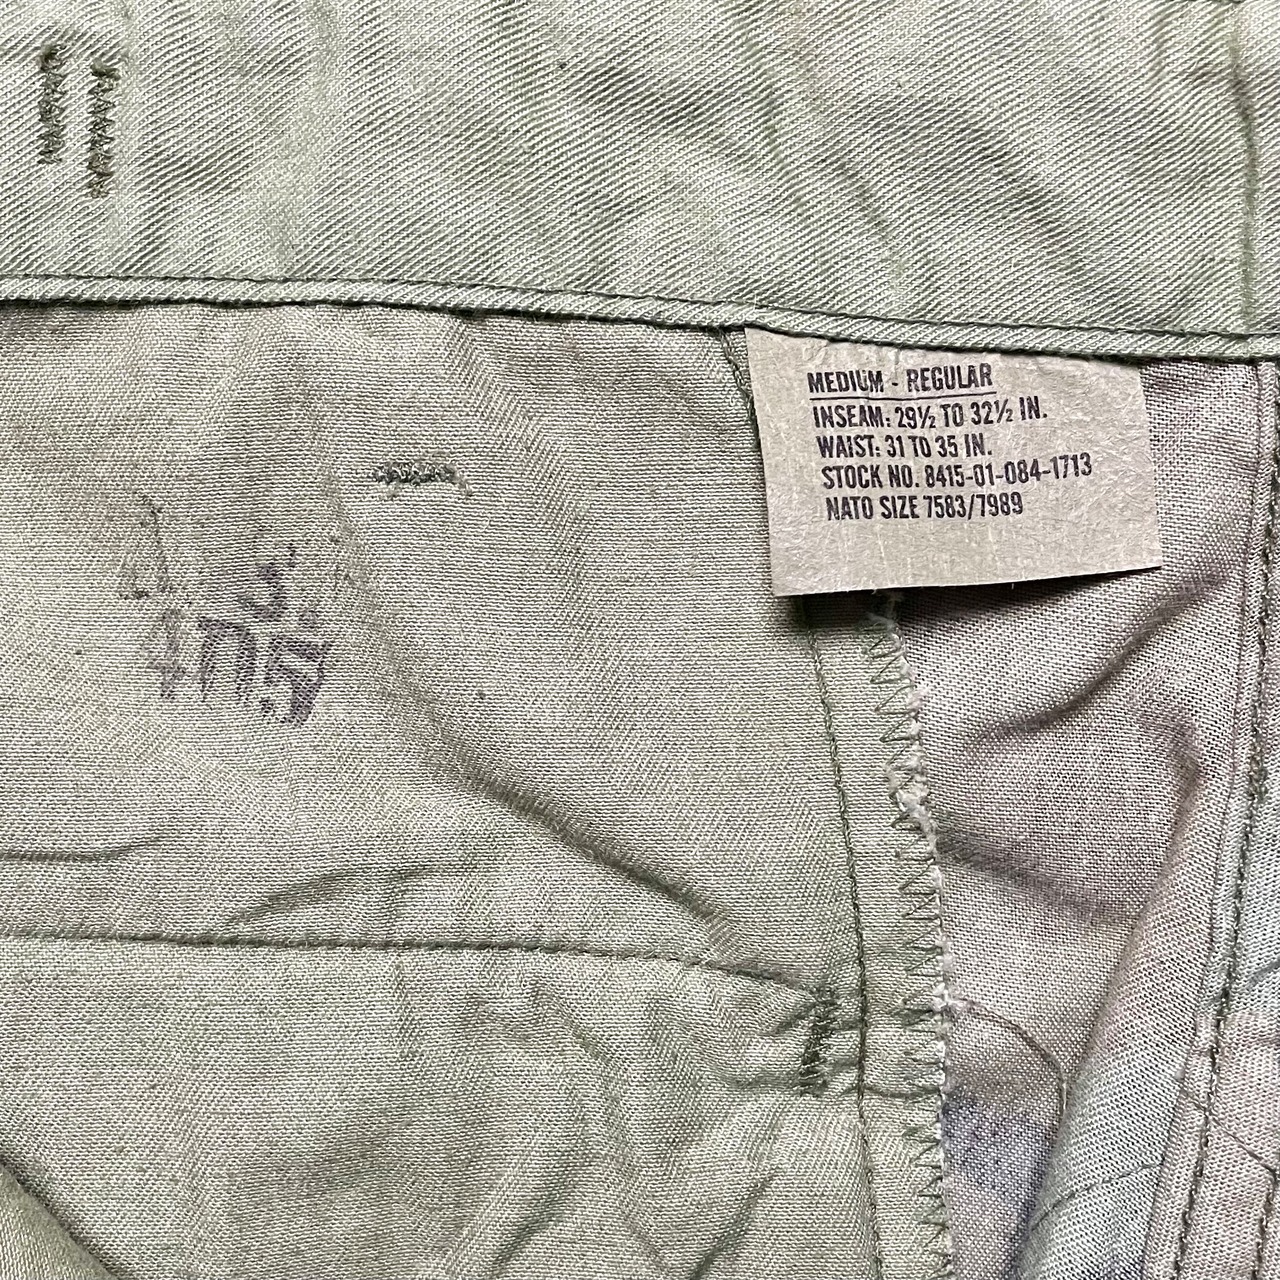 MEDIUM - REGULAR
INSEAM: 29½ TO 32½ IN.
WAIST: 31 TO 35 IN.
STOCK NO. 8415-01-084-1713
NATO SIZE 7583/7989